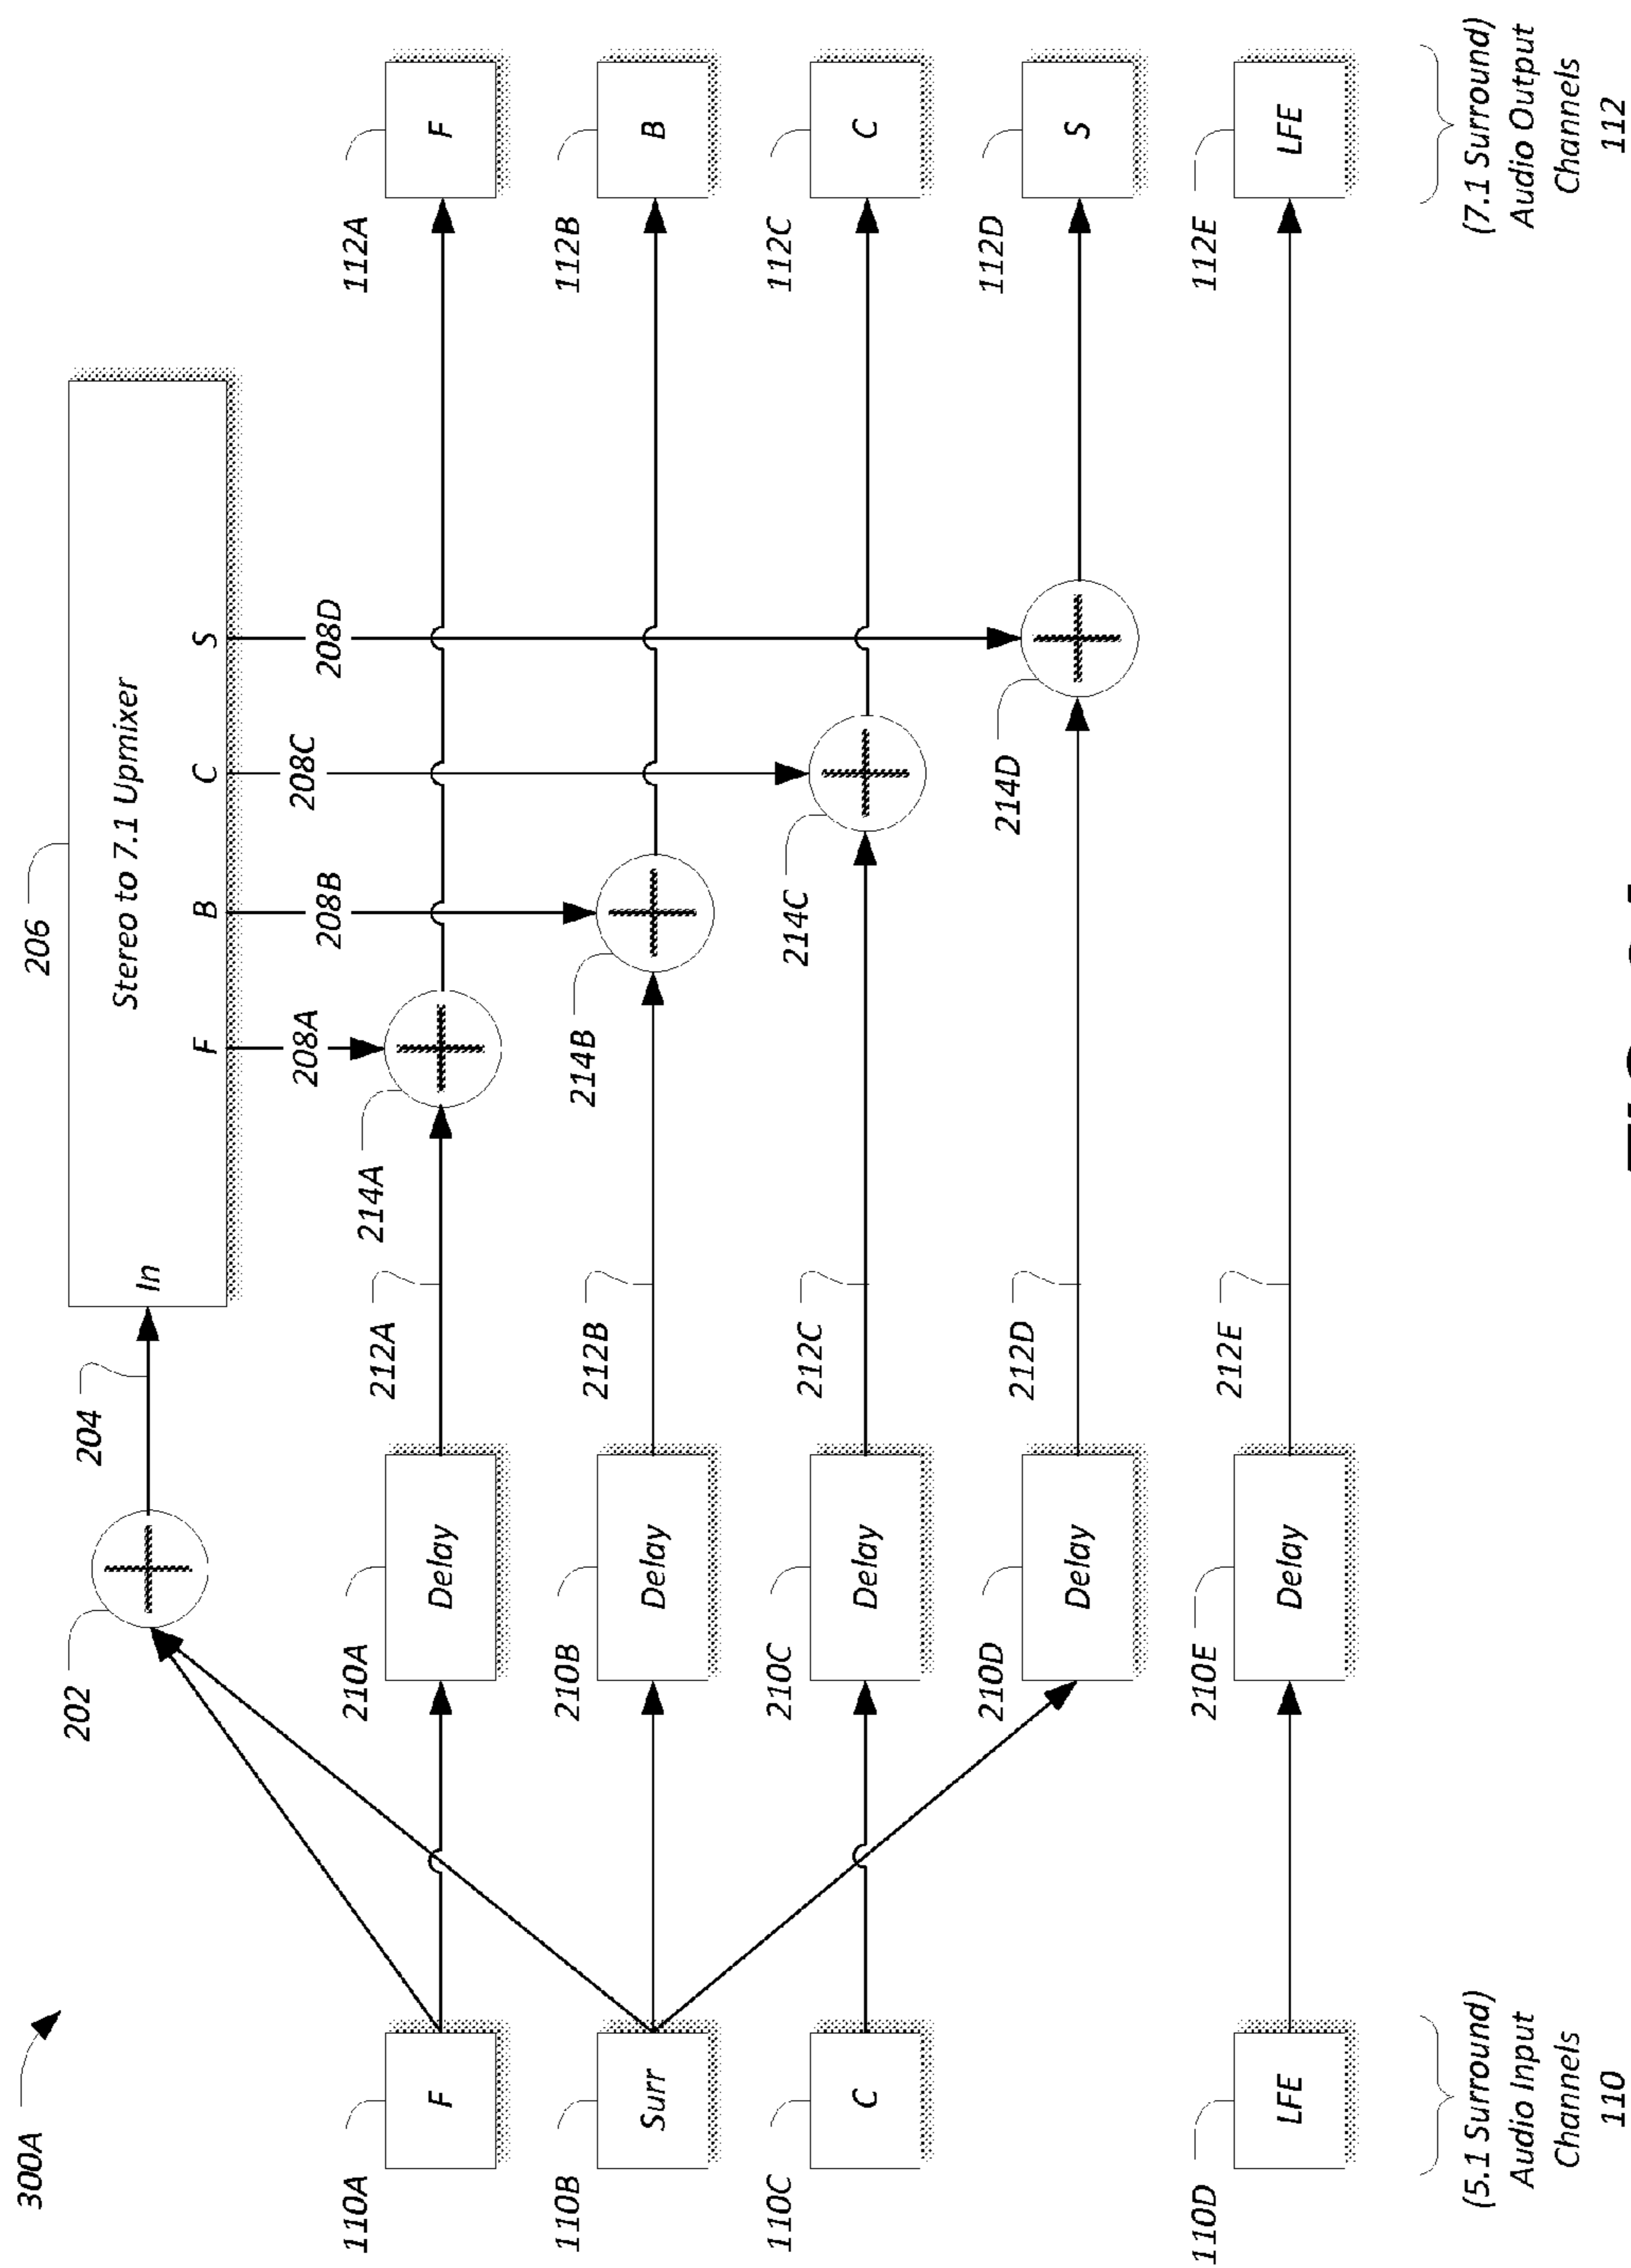 300A
206
202
204
Stereo to 7.1 Upmixer
In
F
B
C
S
208A
208B
208C
208D
110A
210A
212A
214A
112A
F
Delay
F
110B
210B
212B
214B
112B
Surr
Delay
B
110C
210C
212C
214C
112C
C
Delay
C
210D
212D
214D
112D
Delay
S
110D
210E
212E
112E
LFE
Delay
LFE
(5.1 Surround)
Audio Input
Channels
110
(7.1 Surround)
Audio Output
Channels
112